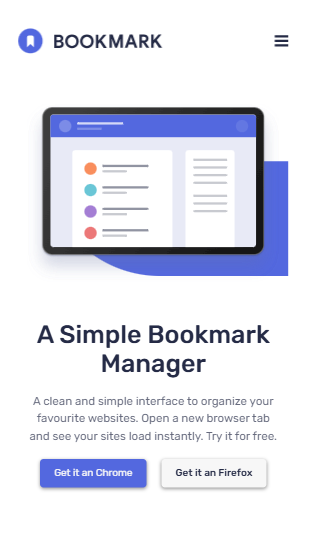 BOOKMARK
A Simple Bookmark
Manager
A clean and simple interface to organize your
favourite websites. Open a new browser tab
and see your sites load instantly. Try it for free.
Get it an Chrome
Get it an Firefox